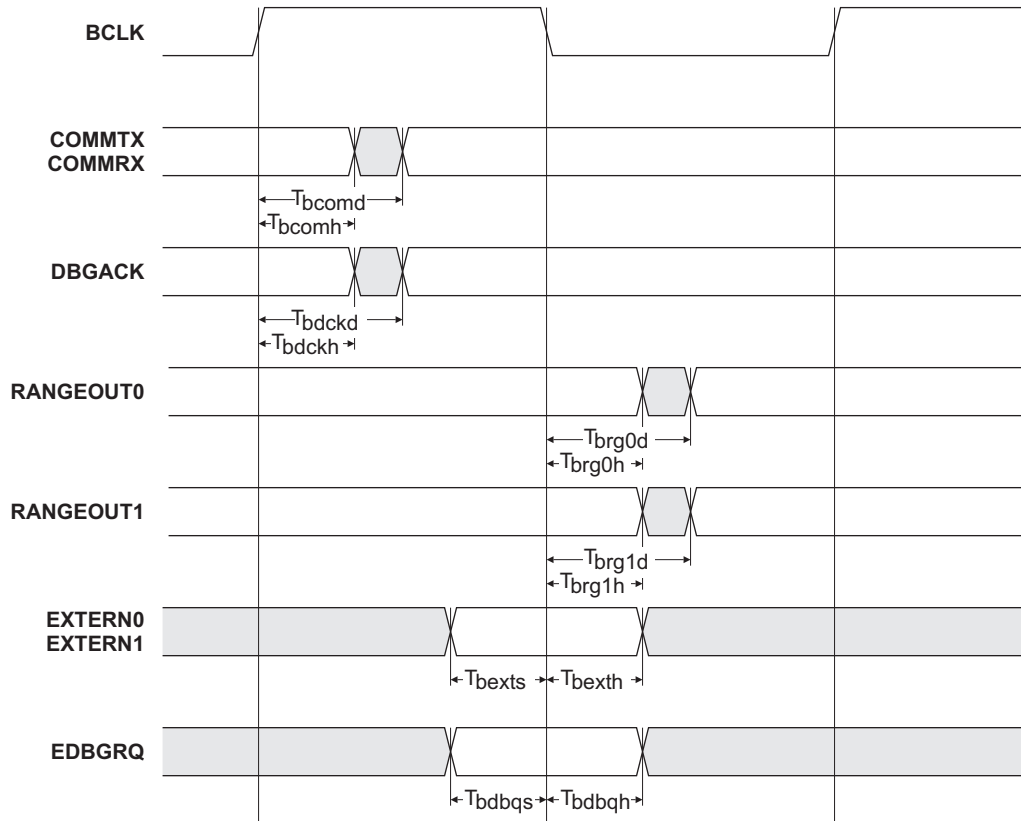 BCLK
COMMTX
COMMRX
Tbcomd
Tbcomh
DBGACK
Tbdckd
Tbdckh
RANGEOUT0
Tbrg0d
Tbrg0h
RANGEOUT1
Tbrg1d
Tbrg1h
EXTERN0
EXTERN1
Tbexts Tbexth
EDBGRQ
Tbdbqs Tbdbqh